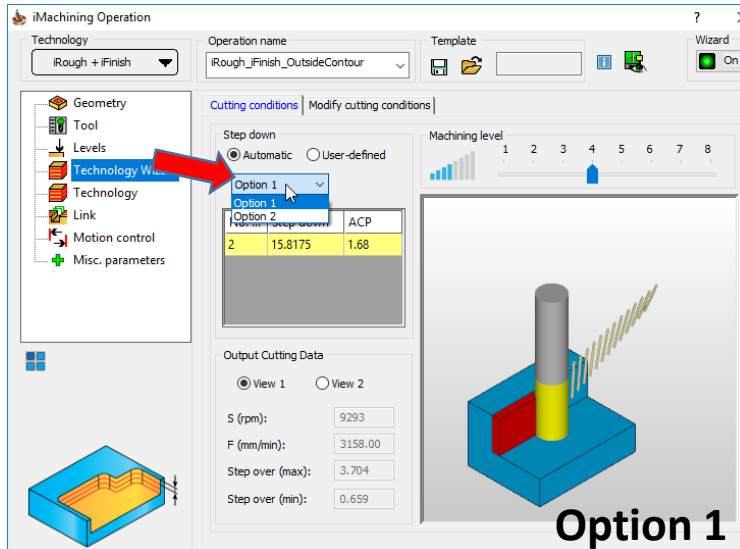 iMachining Operation
?
Technology
iRough + iFinish
Operation name
iRough_iFinish_OutsideContour
Template
Wizard
On
Geometry
Tool
Levels
Technology
Technology
Link
Motion control
Misc. parameters
Cutting conditions
Modify cutting conditions
Step down
Automatic
User-defined
Option 1
Option 1
Option 2
ACP
2
15.8175
1.68
Machining level
1 2 3 4 5 6 7 8
Output Cutting Data
View 1
View 2
S (rpm):
9293
F (mm/min):
3158.00
Step over (max):
3.704
Step over (min):
0.659
Option 1